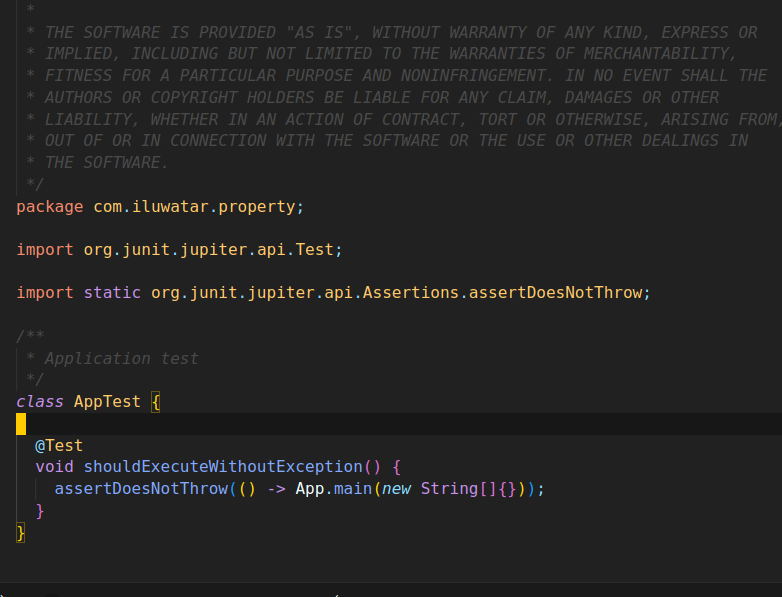 *
* THE SOFTWARE IS PROVIDED "AS IS", WITHOUT WARRANTY OF ANY KIND, EXPRESS OR
* IMPLIED, INCLUDING BUT NOT LIMITED TO THE WARRANTIES OF MERCHANTABILITY,
* FITNESS FOR A PARTICULAR PURPOSE AND NONINFRINGEMENT. IN NO EVENT SHALL THE
* AUTHORS OR COPYRIGHT HOLDERS BE LIABLE FOR ANY CLAIM, DAMAGES OR OTHER
* LIABILITY, WHETHER IN AN ACTION OF CONTRACT, TORT OR OTHERWISE, ARISING FROM,
* OUT OF OR IN CONNECTION WITH THE SOFTWARE OR THE USE OR OTHER DEALINGS IN
* THE SOFTWARE.
*/
package com.iluwatar.property;
import org.junit.jupiter.api.Test;
import static org.junit.jupiter.api.Assertions.assertDoesNotThrow;
/**
* Application test
*/
class AppTest {
@Test
void shouldExecuteWithoutException() {
assertDoesNotThrow(() -> App.main(new String[]{}));
}
}